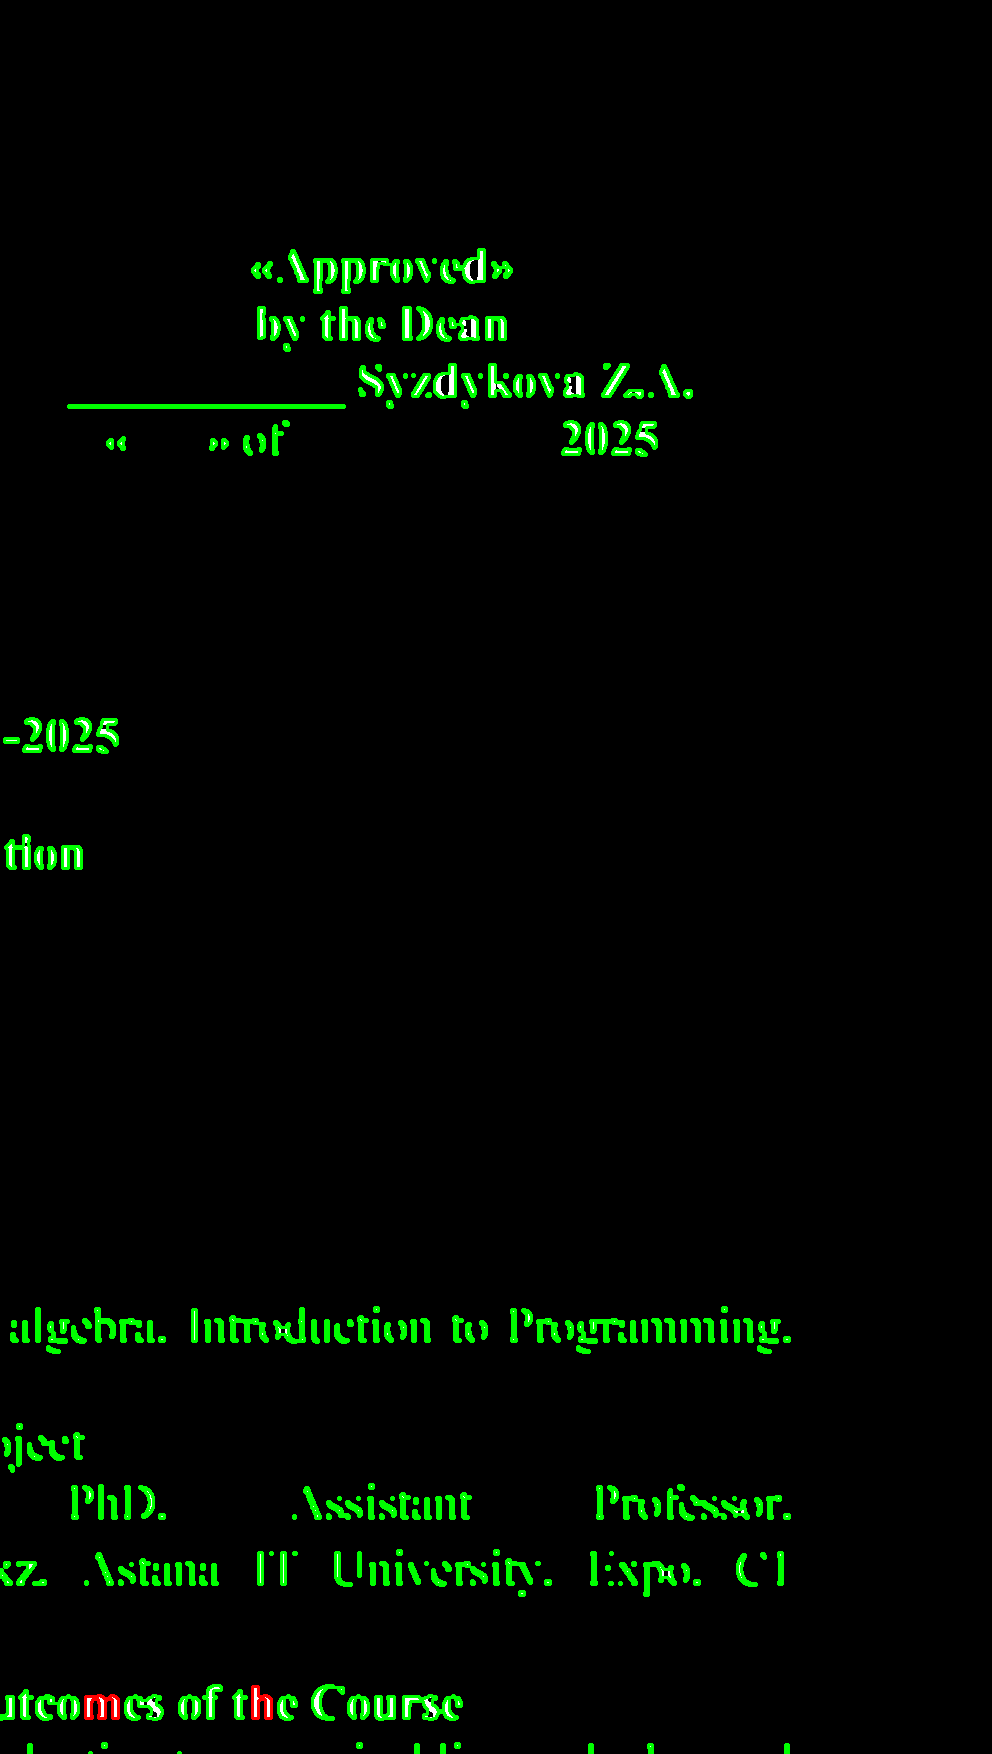 «Approved»
by the Dean
Syzdykova Z.A.
« » of 2025
-2025
tion
algebra. Introduction to Programming.
oject
PhD. Assistant Professor.
kz. Astana IT University. Expo. C1
utcomes of the Course